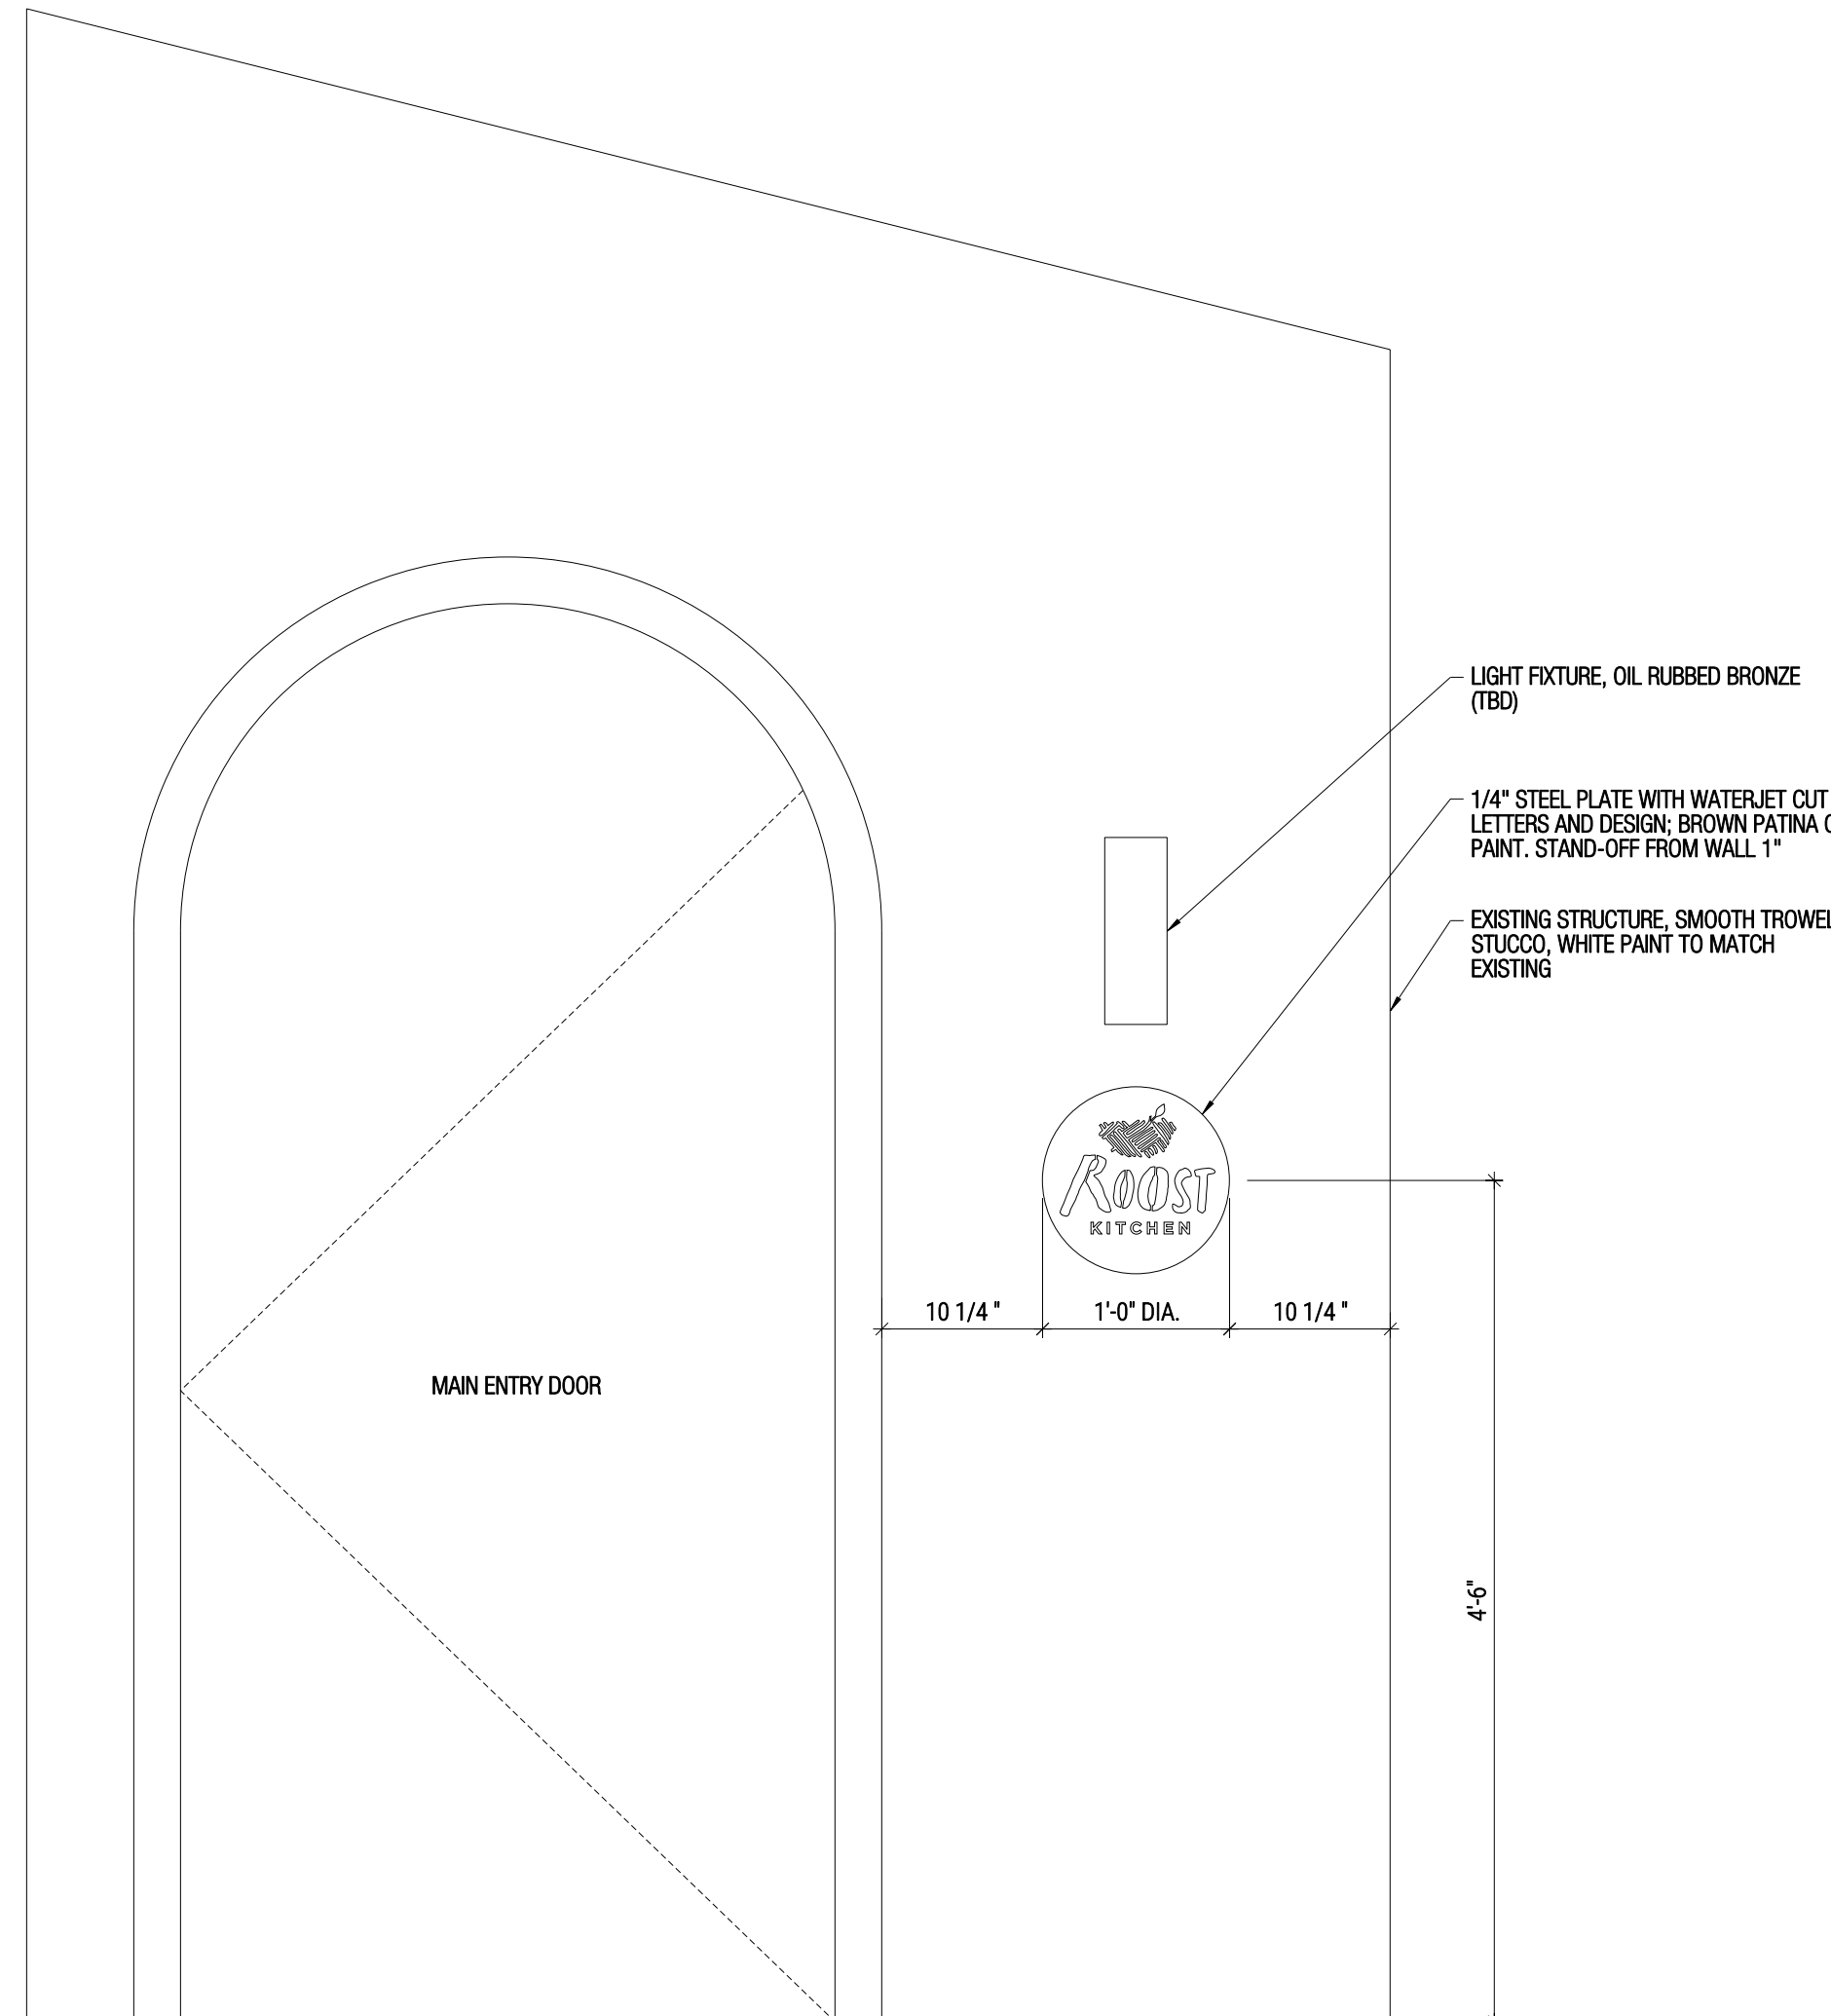 LIGHT FIXTURE, OIL RUBBED BRONZE
(TBD)
1/4" STEEL PLATE WITH WATERJET CUT
LETTERS AND DESIGN; BROWN PATINA
PAINT. STAND-OFF FROM WALL 1"
EXISTING STRUCTURE, SMOOTH TROWEL
STUCCO, WHITE PAINT TO MATCH
EXISTING
ROOST
KITCHEN
10 1/4 "
1'-0" DIA.
10 1/4 "
MAIN ENTRY DOOR
4'-6"